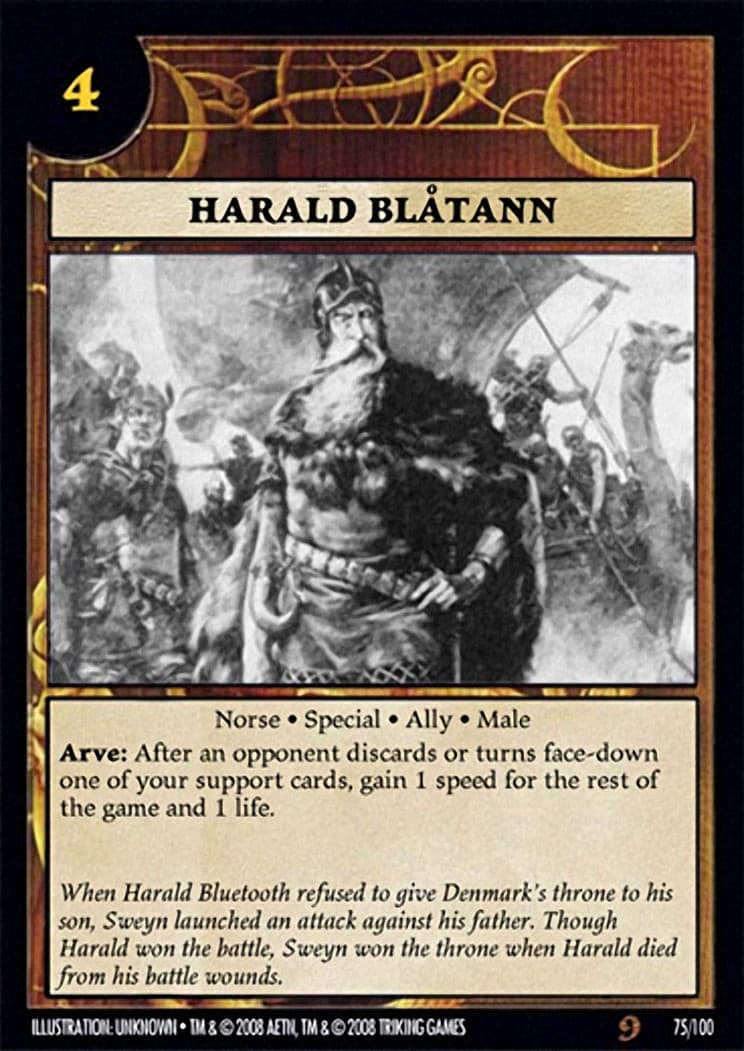 4
HARALD BLÅTANN
Norse • Special • Ally • Male
Arve: After an opponent discards or turns face-down
one of your support cards, gain 1 speed for the rest of
the game and 1 life.
When Harald Bluetooth refused to give Denmark's throne to his
son, Sweyn launched an attack against his father. Though
Harald won the battle, Sweyn won the throne when Harald died
from his battle wounds.
ILLUSTRATION: UNKNOWN • TM & © 2008 AETN, TM & © 2008 TRIKING GAMES 9 75/100